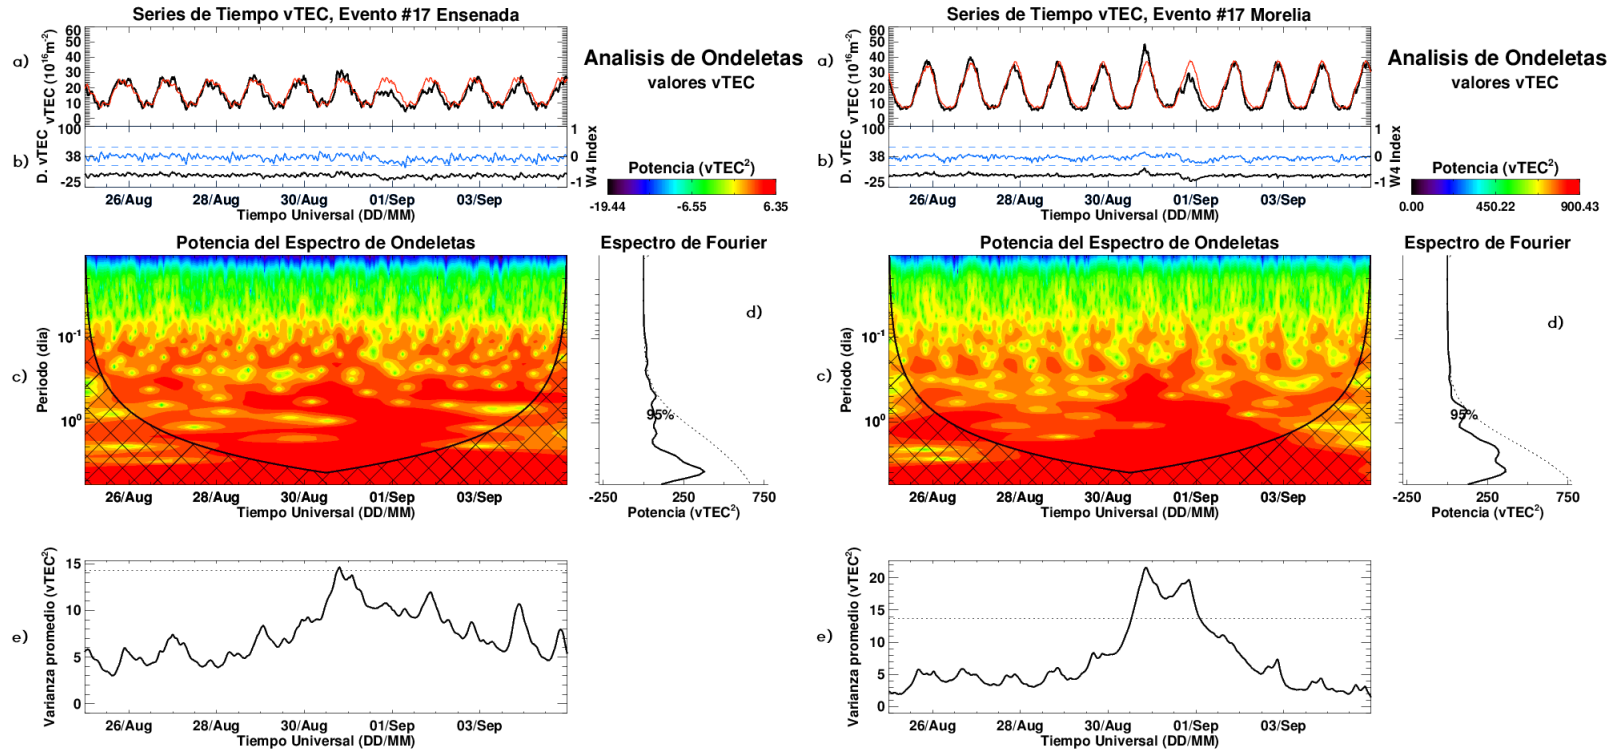 Series de Tiempo vTEC, Evento #17 Ensenada
a)
vTEC (10¹⁶m⁻²)
60
50
40
30
20
10
0
Analisis de Ondeletas
valores vTEC
b)
D. vTEC
100
38
-25
1
0
-1
W4 Index
26/Aug 28/Aug 30/Aug 01/Sep 03/Sep
Tiempo Universal (DD/MM)
Potencia (vTEC²)
-19.44 -6.55 6.35
Potencia del Espectro de Ondeletas
c)
Periodo (dia)
10⁻¹
10⁰
26/Aug 28/Aug 30/Aug 01/Sep 03/Sep
Tiempo Universal (DD/MM)
Espectro de Fourier
d)
95%
-250 250 750
Potencia (vTEC²)
e)
Varianza promedio (vTEC²)
15
10
5
0
26/Aug 28/Aug 30/Aug 01/Sep 03/Sep
Tiempo Universal (DD/MM)
Series de Tiempo vTEC, Evento #17 Morelia
a)
vTEC (10¹⁶m⁻²)
60
50
40
30
20
10
0
Analisis de Ondeletas
valores vTEC
b)
D. vTEC
100
38
-25
1
0
-1
W4 Index
26/Aug 28/Aug 30/Aug 01/Sep 03/Sep
Tiempo Universal (DD/MM)
Potencia (vTEC²)
0.00 450.22 900.43
Potencia del Espectro de Ondeletas
c)
Periodo (dia)
10⁻¹
10⁰
26/Aug 28/Aug 30/Aug 01/Sep 03/Sep
Tiempo Universal (DD/MM)
Espectro de Fourier
d)
95%
-250 250 750
Potencia (vTEC²)
e)
Varianza promedio (vTEC²)
20
15
10
5
0
26/Aug 28/Aug 30/Aug 01/Sep 03/Sep
Tiempo Universal (DD/MM)